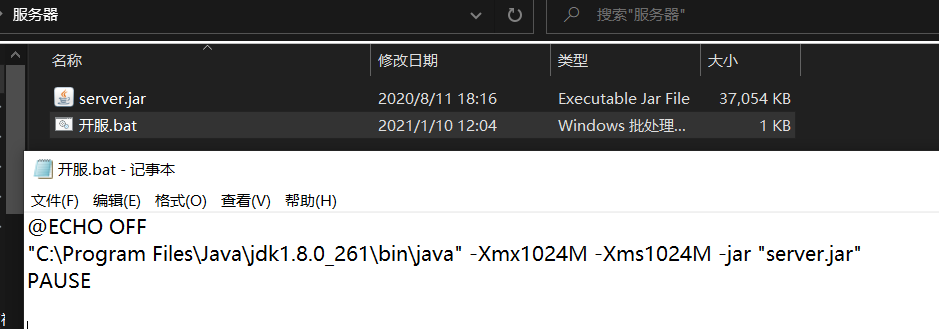 服务器
搜索"服务器"
名称 修改日期 类型 大小
server.jar 2020/8/11 18:16 Executable Jar File 37,054 KB
开服.bat 2021/1/10 12:04 Windows 批处理... 1 KB
开服.bat - 记事本
文件(F) 编辑(E) 格式(O) 查看(V) 帮助(H)
@ECHO OFF
"C:\Program Files\Java\jdk1.8.0_261\bin\java" -Xmx1024M -Xms1024M -jar "server.jar"
PAUSE